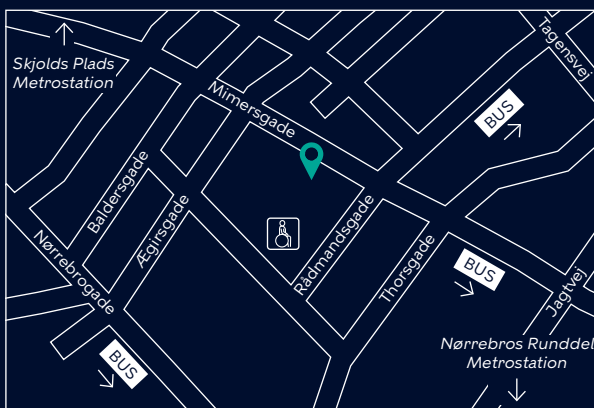 Skjolds Plads
Metrostation
Tagensvej
Mimersgade
BUS
Baldersgade
Ægirsgade
Rådmandsgade
Nørrebrogade
Thorsgade
BUS
Jagtvej
Nørrebros Runddel
Metrostation
BUS